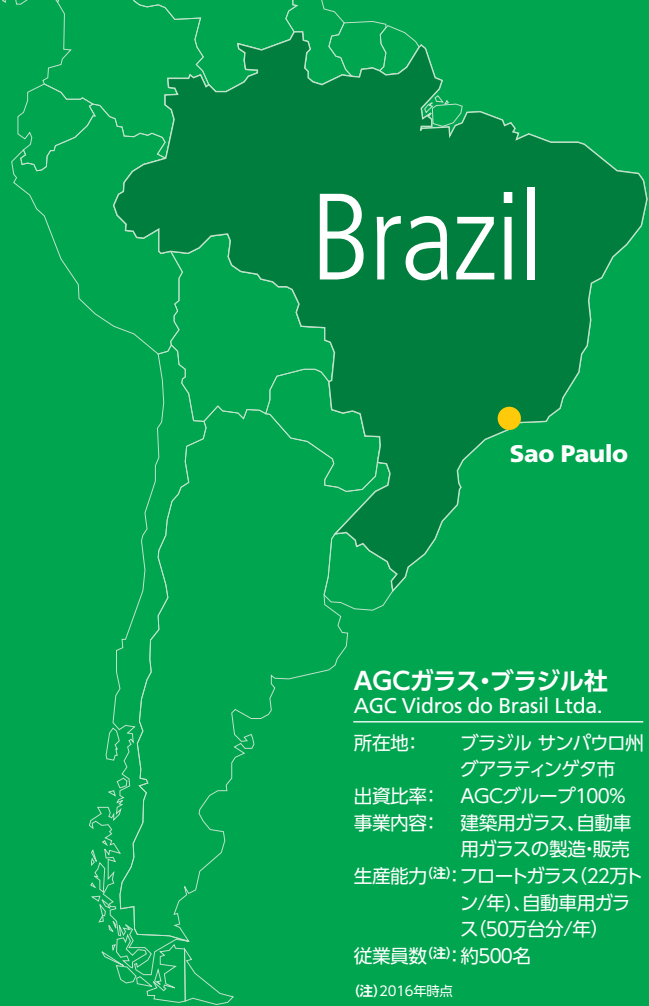 Brazil
Sao Paulo
AGCガラス・ブラジル社
AGC Vidros do Brasil Ltda.
所在地： ブラジル サンパウロ州
グアラティンゲタ市
出資比率： AGCグループ100%
事業内容： 建築用ガラス、自動車
用ガラスの製造・販売
生産能力(注)：フロートガラス(22万ト
ン/年)、自動車用ガラ
ス(50万台分/年)
従業員数(注)：約500名
(注)2016年時点